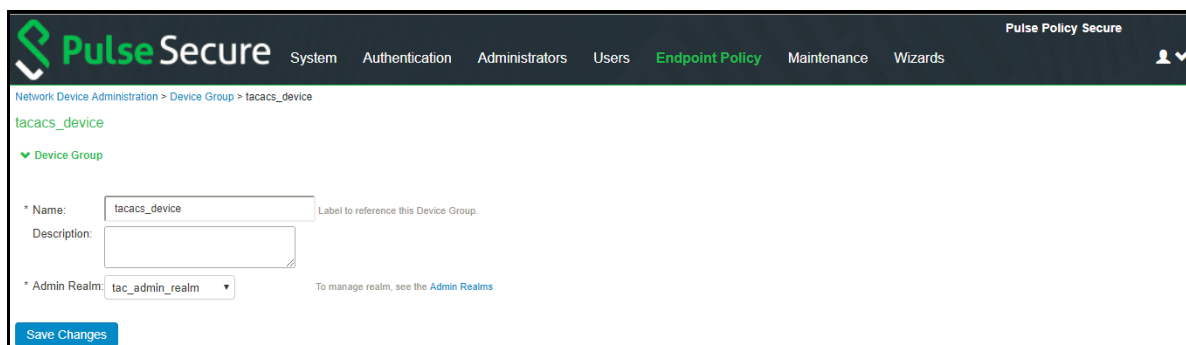 Pulse Policy Secure
Pulse Secure System Authentication Administrators Users Endpoint Policy Maintenance Wizards
Network Device Administration > Device Group > tacacs_device
tacacs_device
Device Group
* Name: tacacs_device Label to reference this Device Group.
Description:
* Admin Realm: tac_admin_realm To manage realm, see the Admin Realms
Save Changes